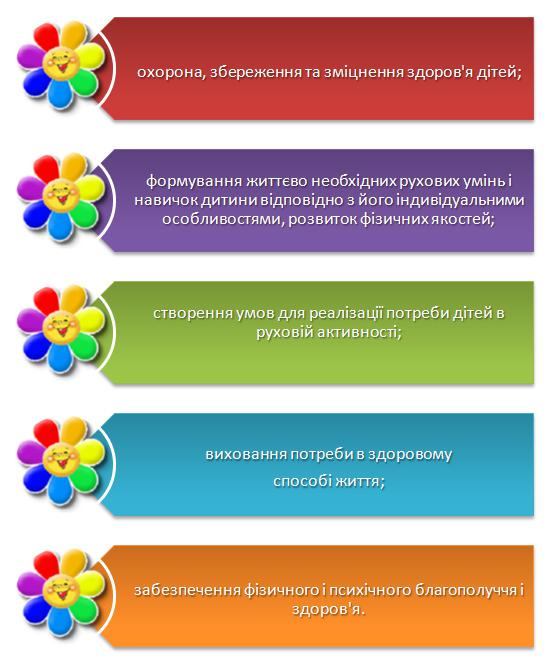 охорона, збереження та зміцнення здоров'я дітей;
формування життєво необхідних рухових умінь і
навичок дитини відповідно з його індивідуальними
особливостями, розвиток фізичних якостей;
створення умов для реалізації потреби дітей в
руховій активності;
виховання потреби в здоровому
способі життя;
забезпечення фізичного і психічного благополуччя і
здоров'я.